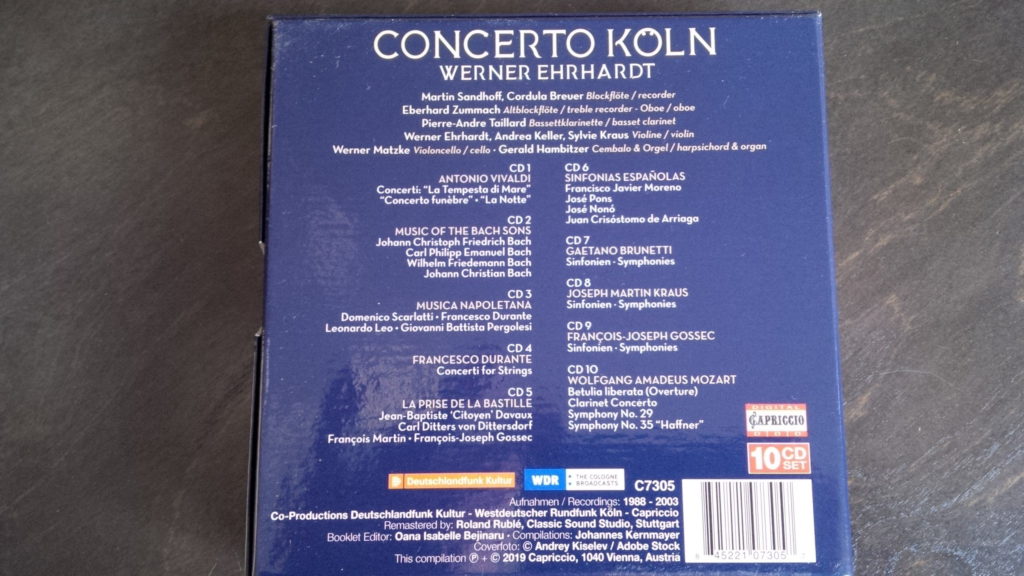 CONCERTO KÖLN
WERNER EHRHARDT
Martin Sandhoff, Cordula Breuer Blockflöte / recorder
Eberhard Zummach Altblockflöte / treble recorder - Oboe / oboe
Pierre-Andre Taillard Bassettklarinette / basset clarinet
Werner Ehrhardt, Andrea Keller, Sylvie Kraus Violine / violin
Werner Matzke Violoncello / cello · Gerald Hambitzer Cembalo & Orgel / harpsichord & organ
CD 1
ANTONIO VIVALDI
Concerti: "La Tempesta di Mare"
"Concerto funèbre" · "La Notte"
CD 2
MUSIC OF THE BACH SONS
Johann Christoph Friedrich Bach
Carl Philipp Emanuel Bach
Wilhelm Friedemann Bach
Johann Christian Bach
CD 3
MUSICA NAPOLETANA
Domenico Scarlatti · Francesco Durante
Leonardo Leo · Giovanni Battista Pergolesi
CD 4
FRANCESCO DURANTE
Concerti for Strings
CD 5
LA PRISE DE LA BASTILLE
Jean-Baptiste 'Citoyen' Davaux
Carl Ditters von Dittersdorf
François Martin · François-Joseph Gossec
CD 6
SINFONIAS ESPAÑOLAS
Francisco Javier Moreno
José Pons
José Nonó
Juan Crisóstomo de Arriaga
CD 7
GAETANO BRUNETTI
Sinfonien · Symphonies
CD 8
JOSEPH MARTIN KRAUS
Sinfonien · Symphonies
CD 9
FRANÇOIS-JOSEPH GOSSEC
Sinfonien · Symphonies
CD 10
WOLFGANG AMADEUS MOZART
Betulia liberata (Overture)
Clarinet Concerto
Symphony No. 29
Symphony No. 35 "Haffner"
DIGITAL
CAPRICCIO
DDD
10 CD
SET
Deutschlandfunk Kultur
WDR
THE COLOGNE
BROADCASTS
C7305
Aufnahmen / Recordings: 1988 - 2003
Co-Productions Deutschlandfunk Kultur - Westdeutscher Rundfunk Köln - Capriccio
Remastered by: Roland Rublé, Classic Sound Studio, Stuttgart
Booklet Editor: Oana Isabelle Bejinaru · Compilations: Johannes Kernmayer
Coverfoto: © Andrey Kiselev / Adobe Stock
This compilation ℗ + © 2019 Capriccio, 1040 Vienna, Austria
8 45221 07305 7